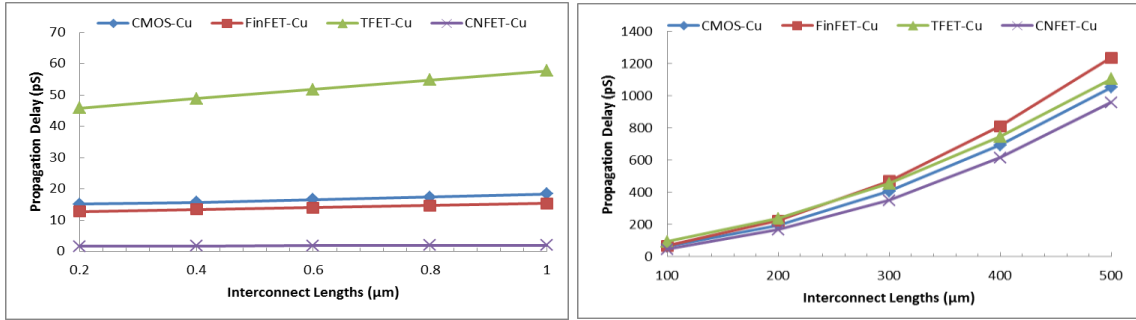 CMOS-Cu FinFET-Cu TFET-Cu CNFET-Cu
70
60
50
40
30
20
10
0
Propagation Delay (pS)
0.2 0.4 0.6 0.8 1
Interconnect Lengths (µm)
CMOS-Cu FinFET-Cu TFET-Cu CNFET-Cu
1400
1200
1000
800
600
400
200
0
Propagation Delay (pS)
100 200 300 400 500
Interconnect Lengths (µm)